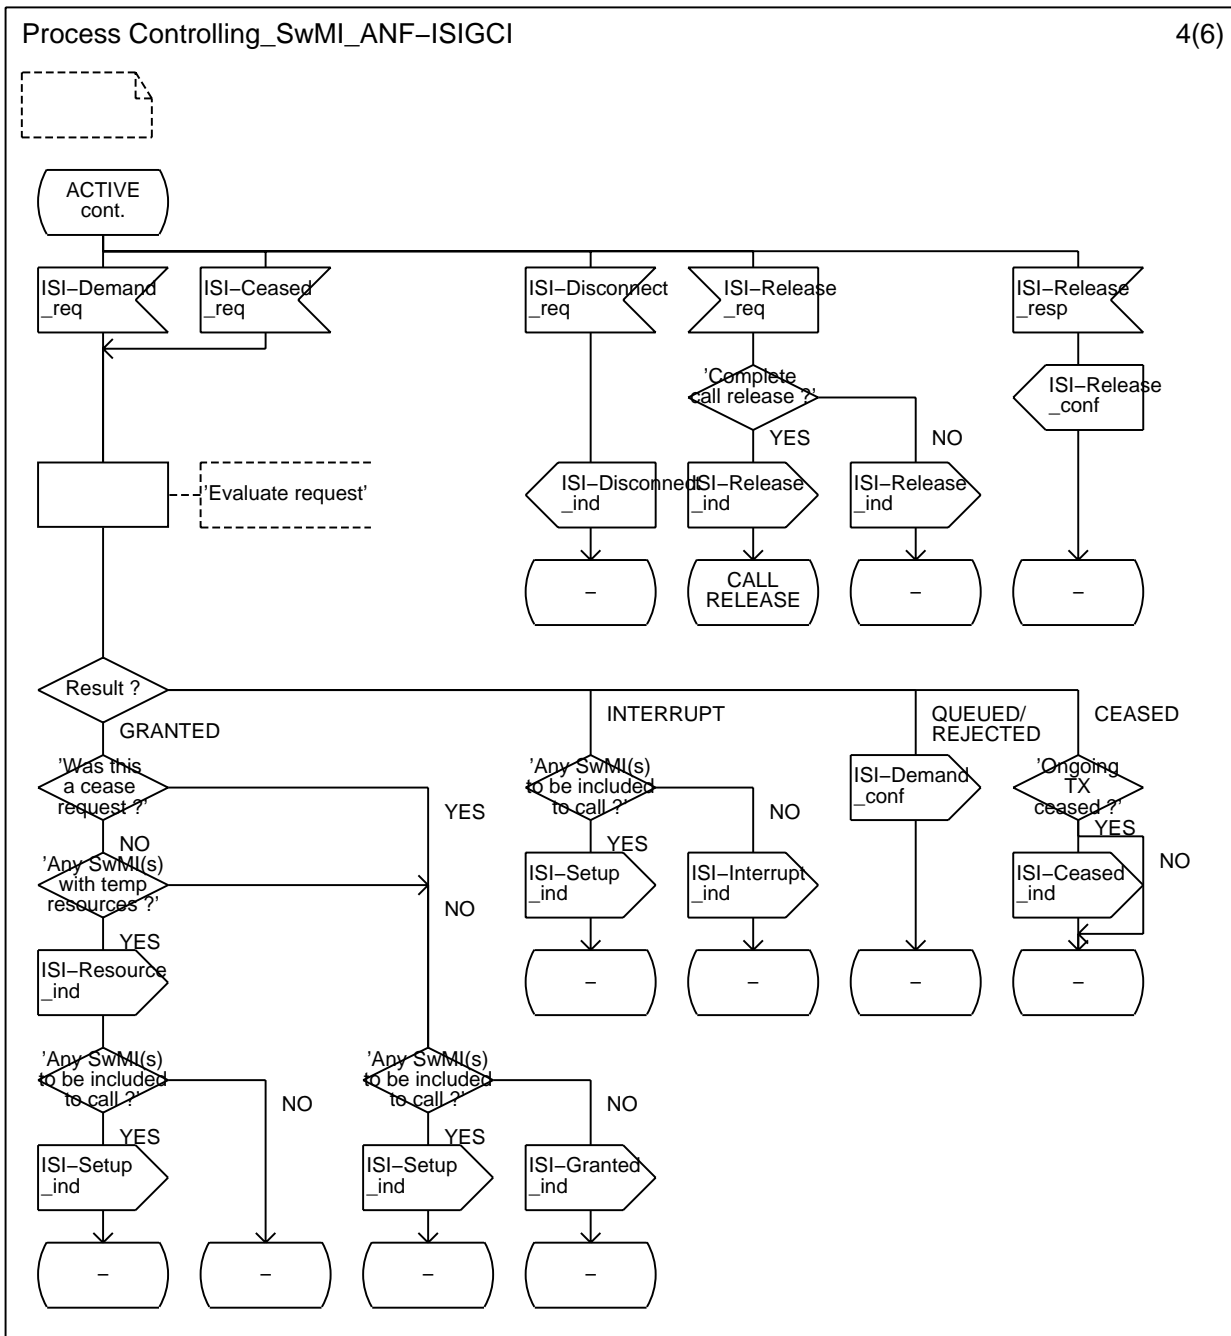 Process Controlling_SwMI_ANF−ISIGCI
4(6)
ACTIVE
cont.
ISI−Demand
_req
ISI−Ceased
_req
ISI−Disconnect
_req
ISI−Release
_req
ISI−Release
_resp
'Complete
call release ?'
ISI−Release
_conf
YES
NO
'Evaluate request'
ISI−Disconnect
_ind
ISI−Release
_ind
ISI−Release
_ind
−
CALL
RELEASE
−
−
Result ?
GRANTED
INTERRUPT
QUEUED/
REJECTED
CEASED
'Was this
a cease
request ?'
'Any SwMI(s)
to be included
to call ?'
ISI−Demand
_conf
'Ongoing
TX
ceased ?'
YES
NO
NO
YES
YES
NO
'Any SwMI(s)
with temp
resources ?'
NO
ISI−Setup
_ind
ISI−Interrupt
_ind
ISI−Ceased
_ind
YES
ISI−Resource
_ind
−
−
−
−
'Any SwMI(s)
to be included
to call ?'
'Any SwMI(s)
to be included
to call ?'
NO
NO
YES
YES
ISI−Setup
_ind
ISI−Setup
_ind
ISI−Granted
_ind
−
−
−
−